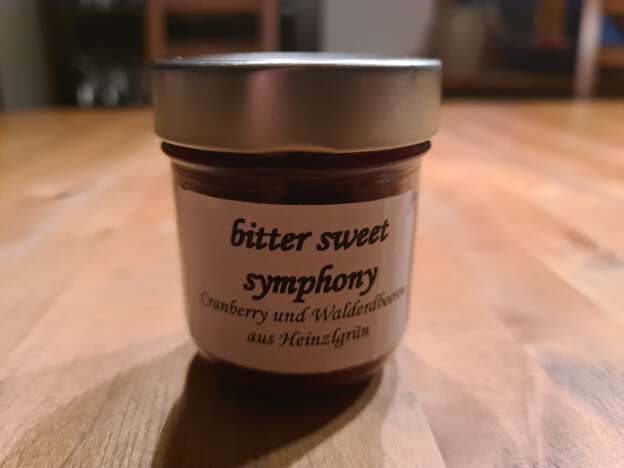 bitter sweet
symphony
Cranberry und Walderdbeeren
aus Heinzlgrün